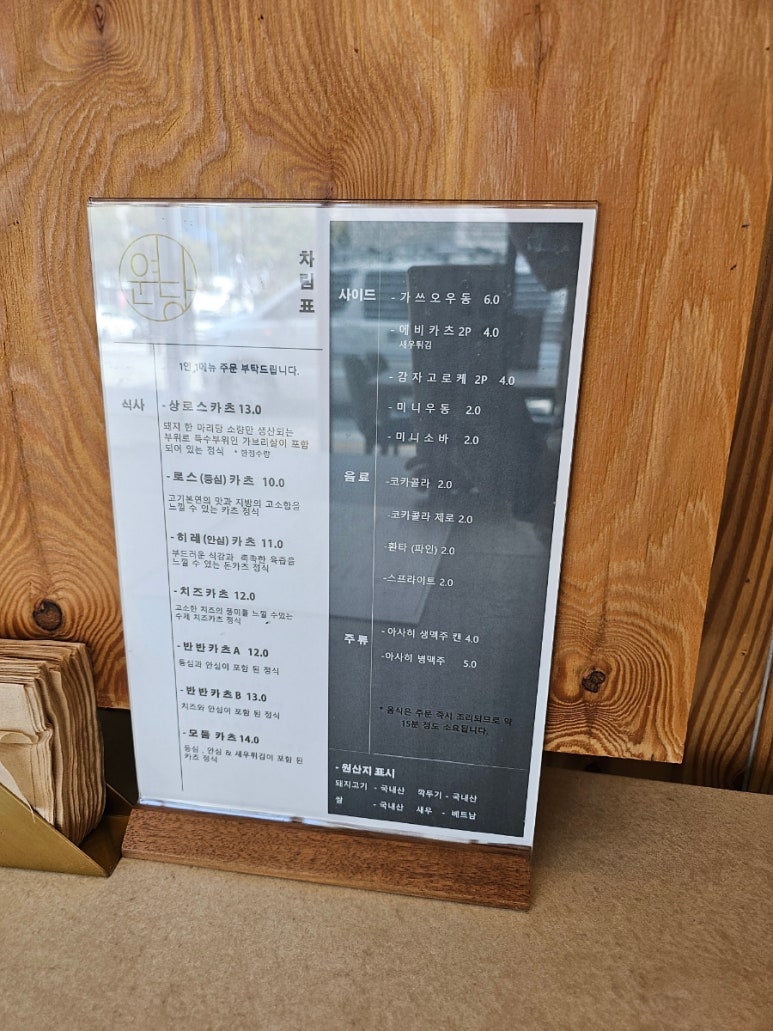 윤낭
차림표
1인 1메뉴 주문 부탁드립니다.
식사
- 상로스카츠 13.0
돼지 한 마리당 소량만 생산되는
부위로 특수부위인 가브리살이 포함
되어 있는 정식 * 한정수량
- 로스(등심)카츠 10.0
고기본연의 맛과 지방의 고소함을
느낄 수 있는 카츠 정식
- 히레(안심)카츠 11.0
부드러운 식감과 촉촉한 육즙을
느낄 수 있는 돈카츠 정식
- 치즈카츠 12.0
고소한 치즈의 풍미를 느낄 수있는
수제 치즈카츠 정식
- 반반카츠A 12.0
등심과 안심이 포함 된 정식
- 반반카츠B 13.0
치즈와 안심이 포함 된 정식
- 모둠 카츠 14.0
등심 , 안심 & 새우튀김이 포함 된
카츠 정식
사이드
- 가쓰오우동 6.0
- 에비카츠 2P 4.0
새우튀김
- 감자고로케 2P 4.0
- 미니우동 2.0
- 미니소바 2.0
음료
-코카콜라 2.0
-코카콜라 제로 2.0
-환타 (파인) 2.0
-스프라이트 2.0
주류
-아사히 생맥주 캔 4.0
-아사히 병맥주 5.0
* 음식은 주문 즉시 조리되므로 약
15분 정도 소요됩니다.
- 원산지 표시
돼지고기 - 국내산 깍두기 - 국내산
쌀 - 국내산 새우 - 베트남